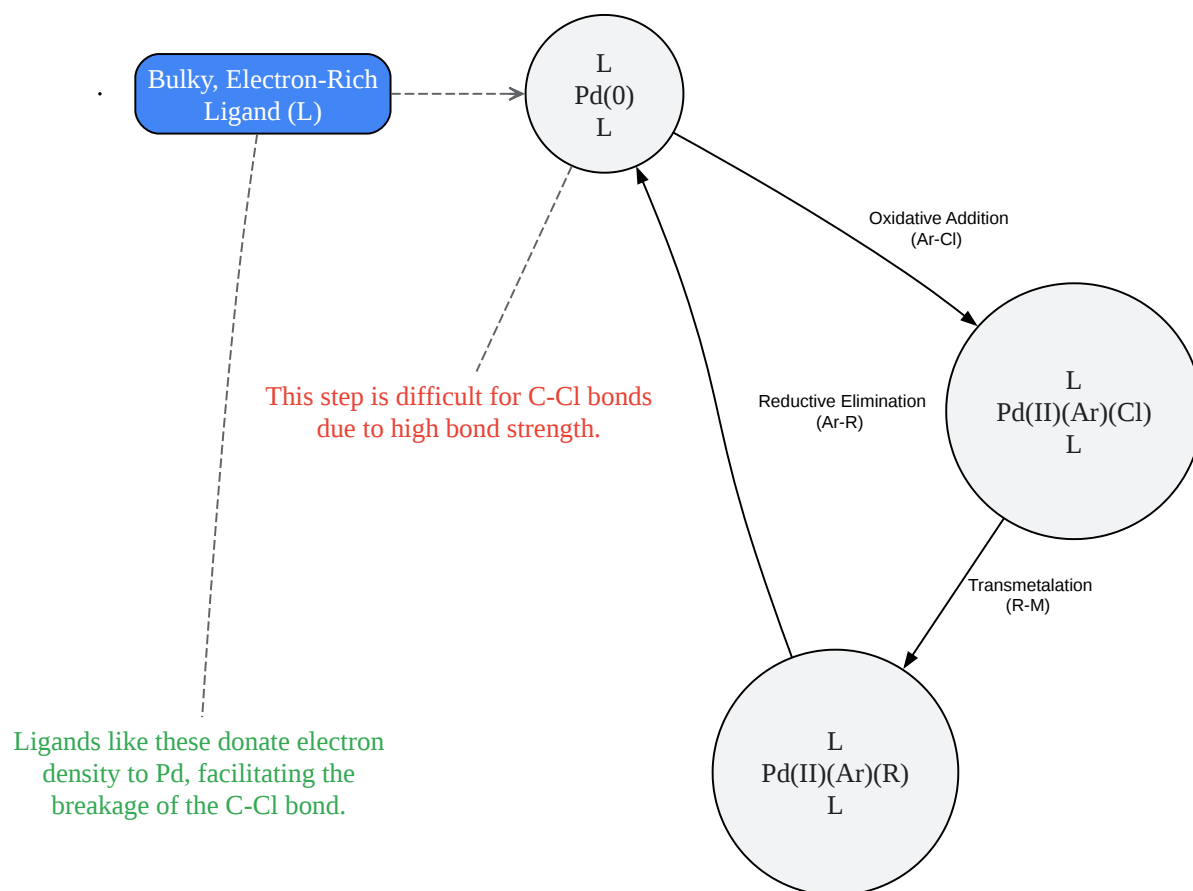 Bulky, Electron-Rich
Ligand (L)
L
Pd(0)
L
Oxidative Addition
(Ar-Cl)
This step is difficult for C-Cl bonds
due to high bond strength.
Reductive Elimination
(Ar-R)
L
Pd(II)(Ar)(Cl)
L
Transmetalation
(R-M)
Ligands like these donate electron
density to Pd, facilitating the
breakage of the C-Cl bond.
L
Pd(II)(Ar)(R)
L